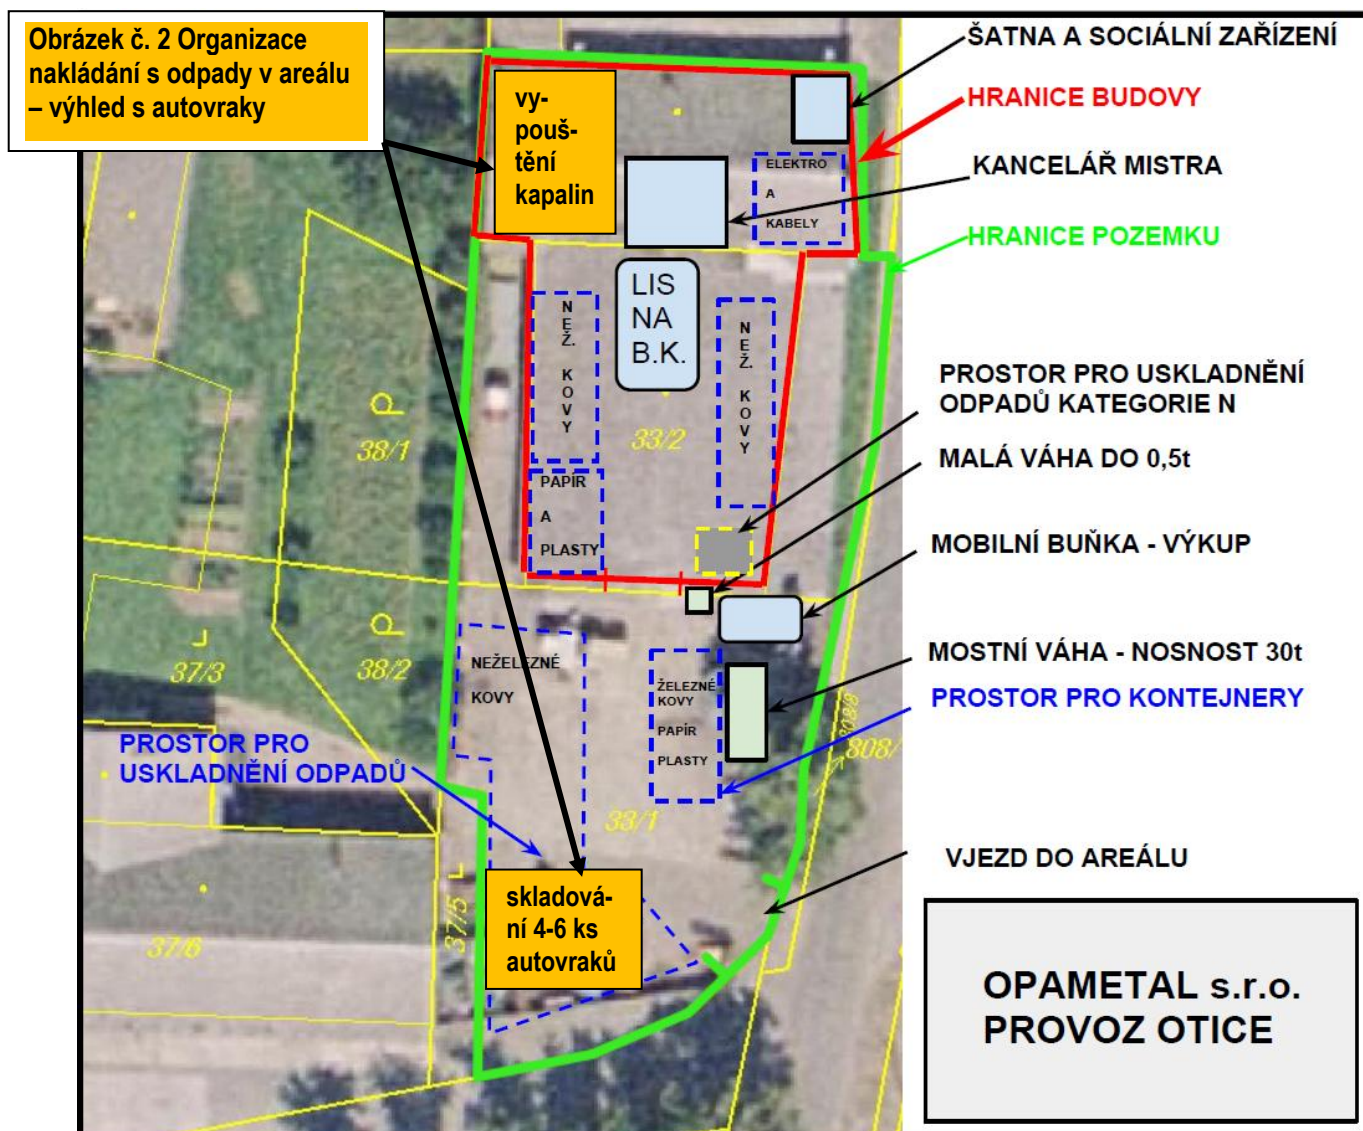 Obrázek č. 2 Organizace
nakládání s odpady v areálu
– výhled s autovraky
vy-
pouš-
tění
kapalin
ŠATNA A SOCIÁLNÍ ZAŘÍZENÍ
HRANICE BUDOVY
ELEKTRO
A
KABELY
KANCELÁŘ MISTRA
HRANICE POZEMKU
LIS
NA
B.K.
N
E
Ž.
K
O
V
Y
N
E
Ž.
K
O
V
Y
33/2
38/1
PROSTOR PRO USKLADNĚNÍ
ODPADŮ KATEGORIE N
MALÁ VÁHA DO 0,5t
PAPÍR
A
PLASTY
MOBILNÍ BUŇKA - VÝKUP
37/3
38/2
NEŽELEZNÉ
KOVY
ŽELEZNÉ
KOVY
PAPÍR
PLASTY
MOSTNÍ VÁHA - NOSNOST 30t
PROSTOR PRO KONTEJNERY
808/8
808/
PROSTOR PRO
USKLADNĚNÍ ODPADŮ
33/1
VJEZD DO AREÁLU
skladová-
ní 4-6 ks
autovraků
37/5
37/6
OPAMETAL s.r.o.
PROVOZ OTICE